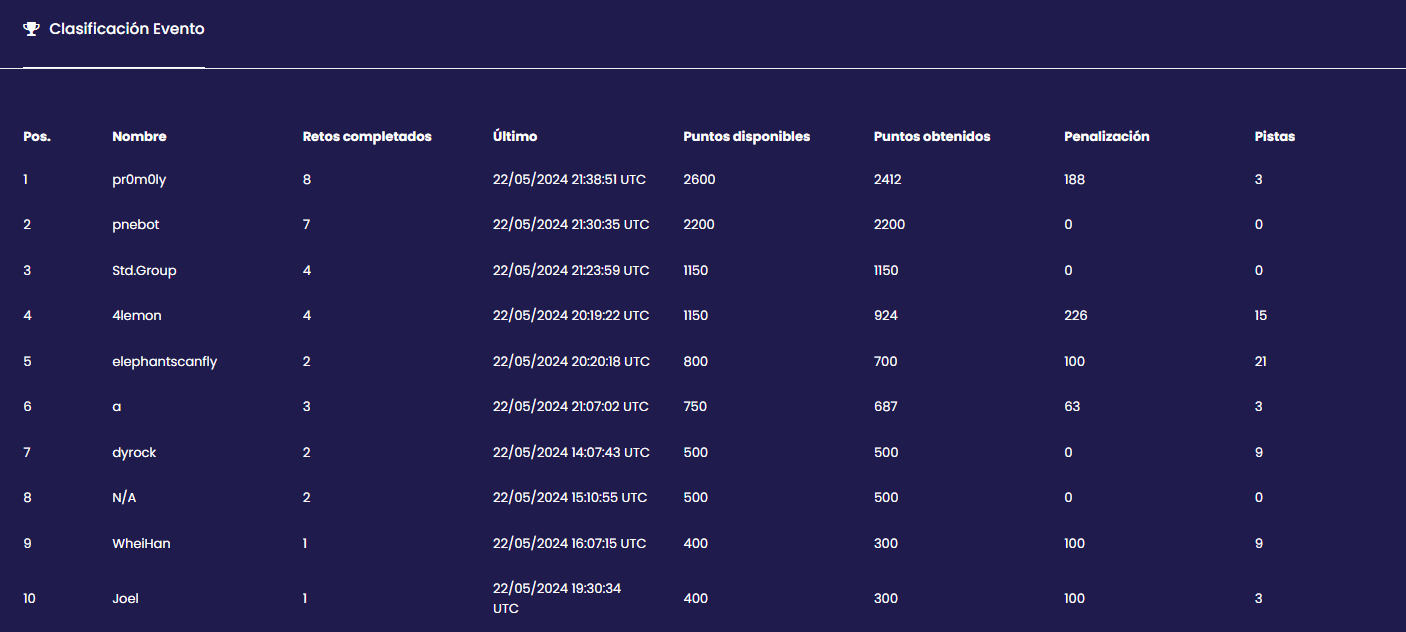 Clasificación Evento
Pos. Nombre Retos completados Último Puntos disponibles Puntos obtenidos Penalización Pistas
1 pr0m0ly 8 22/05/2024 21:38:51 UTC 2600 2412 188 3
2 pnebot 7 22/05/2024 21:30:35 UTC 2200 2200 0 0
3 Std.Group 4 22/05/2024 21:23:59 UTC 1150 1150 0 0
4 4lemon 4 22/05/2024 20:19:22 UTC 1150 924 226 15
5 elephantscanfly 2 22/05/2024 20:20:18 UTC 800 700 100 21
6 a 3 22/05/2024 21:07:02 UTC 750 687 63 3
7 dyrock 2 22/05/2024 14:07:43 UTC 500 500 0 9
8 N/A 2 22/05/2024 15:10:55 UTC 500 500 0 0
9 WheiHan 1 22/05/2024 16:07:15 UTC 400 300 100 9
10 Joel 1 22/05/2024 19:30:34 UTC 400 300 100 3